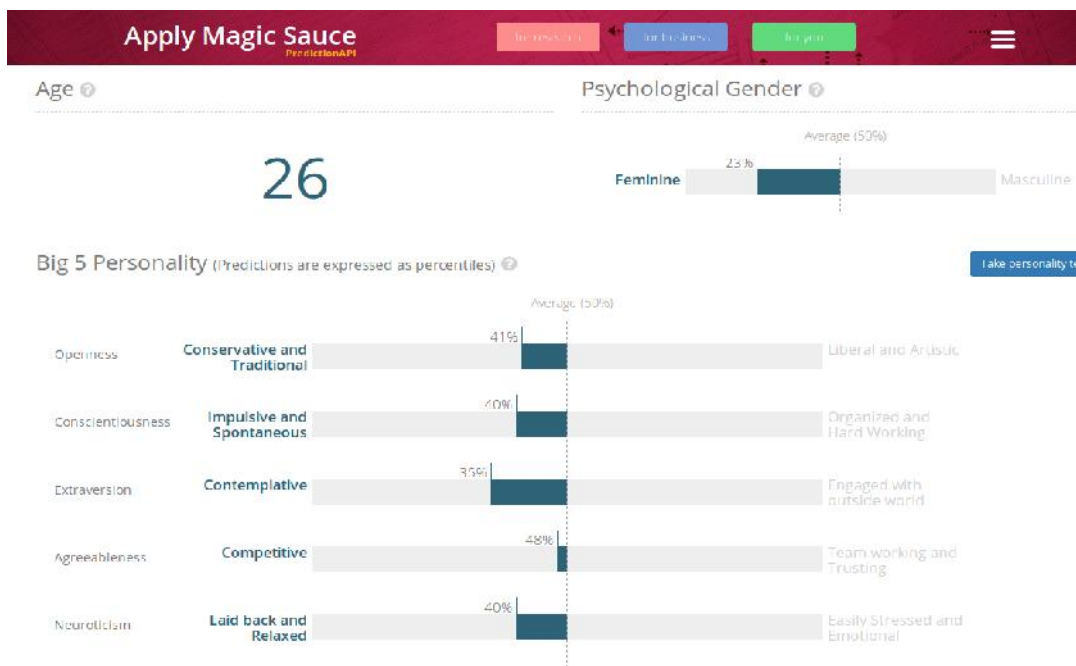 Apply Magic Sauce
PredictionAPI
for research
for business
for you
Age
Psychological Gender
26
Average (50%)
23%
Feminine
Masculine
Big 5 Personality (Predictions are expressed as percentiles)
Take personality te
Average (50%)
41%
Openness
Conservative and
Traditional
Liberal and Artistic
40%
Conscientiousness
Impulsive and
Spontaneous
Organized and
Hard Working
35%
Extraversion
Contemplative
Engaged with
outside world
48%
Agreeableness
Competitive
Team working and
Trusting
40%
Neuroticism
Laid back and
Relaxed
Easily Stressed and
Emotional